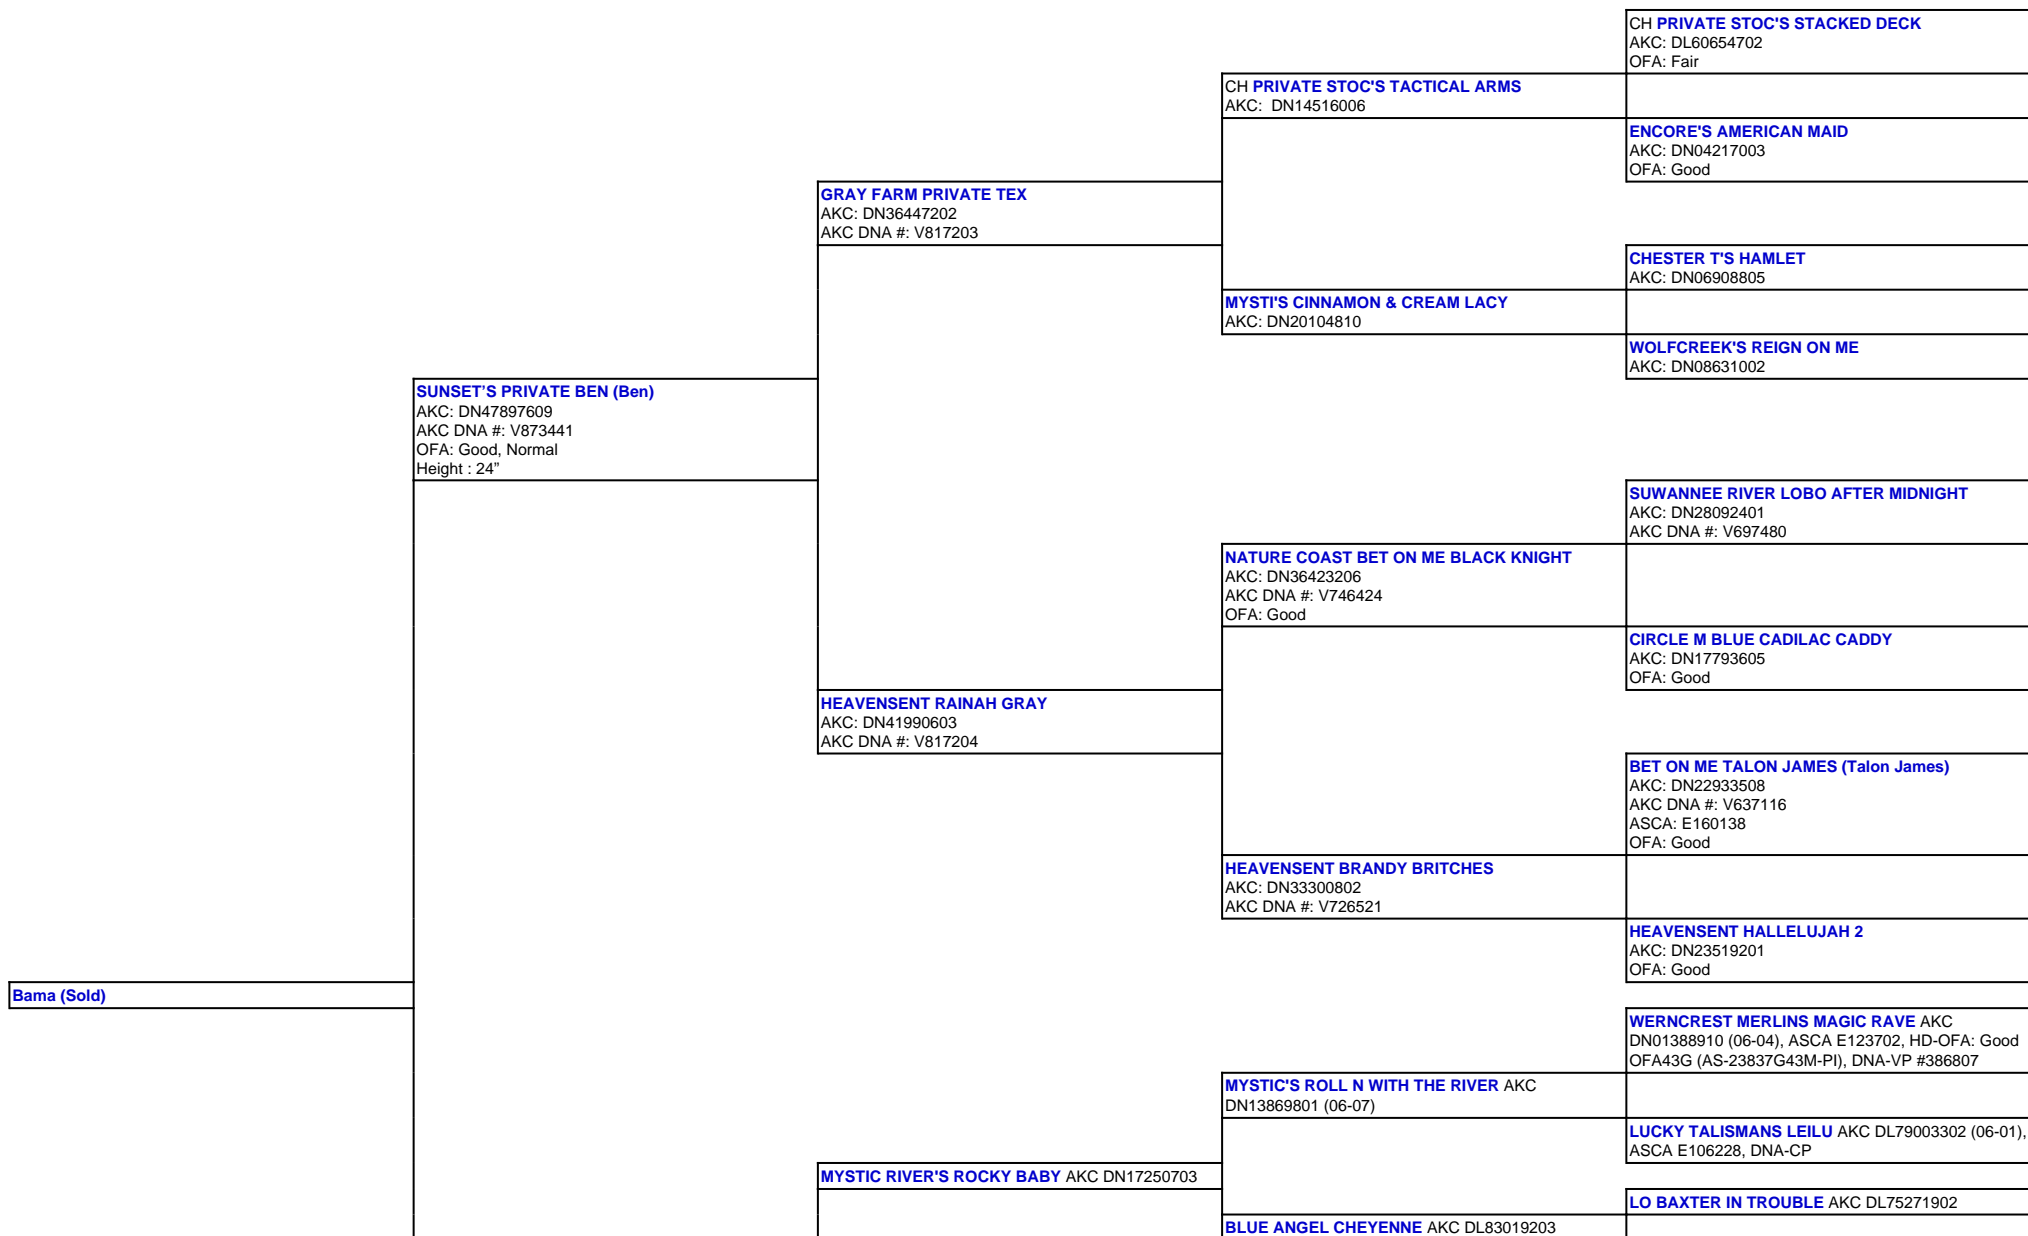 CH PRIVATE STOC'S STACKED DECK
AKC: DL60654702
OFA: Fair
CH PRIVATE STOC'S TACTICAL ARMS
AKC:  DN14516006
ENCORE'S AMERICAN MAID
AKC: DN04217003
OFA: Good
GRAY FARM PRIVATE TEX
AKC: DN36447202
AKC DNA #: V817203
CHESTER T'S HAMLET
AKC: DN06908805
MYSTI'S CINNAMON & CREAM LACY
AKC: DN20104810
WOLFCREEK'S REIGN ON ME
AKC: DN08631002
SUNSET’S PRIVATE BEN (Ben)
AKC: DN47897609
AKC DNA #: V873441
OFA: Good, Normal
Height : 24”
SUWANNEE RIVER LOBO AFTER MIDNIGHT
AKC: DN28092401
AKC DNA #: V697480
NATURE COAST BET ON ME BLACK KNIGHT
AKC: DN36423206
AKC DNA #: V746424
OFA: Good
CIRCLE M BLUE CADILAC CADDY
AKC: DN17793605
OFA: Good
HEAVENSENT RAINAH GRAY
AKC: DN41990603
AKC DNA #: V817204
BET ON ME TALON JAMES (Talon James)
AKC: DN22933508
AKC DNA #: V637116
ASCA: E160138
OFA: Good
HEAVENSENT BRANDY BRITCHES
AKC: DN33300802
AKC DNA #: V726521
HEAVENSENT HALLELUJAH 2
AKC: DN23519201
OFA: Good
Bama (Sold)
WERNCREST MERLINS MAGIC RAVE AKC
DN01388910 (06-04), ASCA E123702, HD-OFA: Good
OFA43G (AS-23837G43M-PI), DNA-VP #386807
MYSTIC'S ROLL N WITH THE RIVER AKC
DN13869801 (06-07)
LUCKY TALISMANS LEILU AKC DL79003302 (06-01),
ASCA E106228, DNA-CP
MYSTIC RIVER'S ROCKY BABY AKC DN17250703
LO BAXTER IN TROUBLE AKC DL75271902
BLUE ANGEL CHEYENNE AKC DL83019203